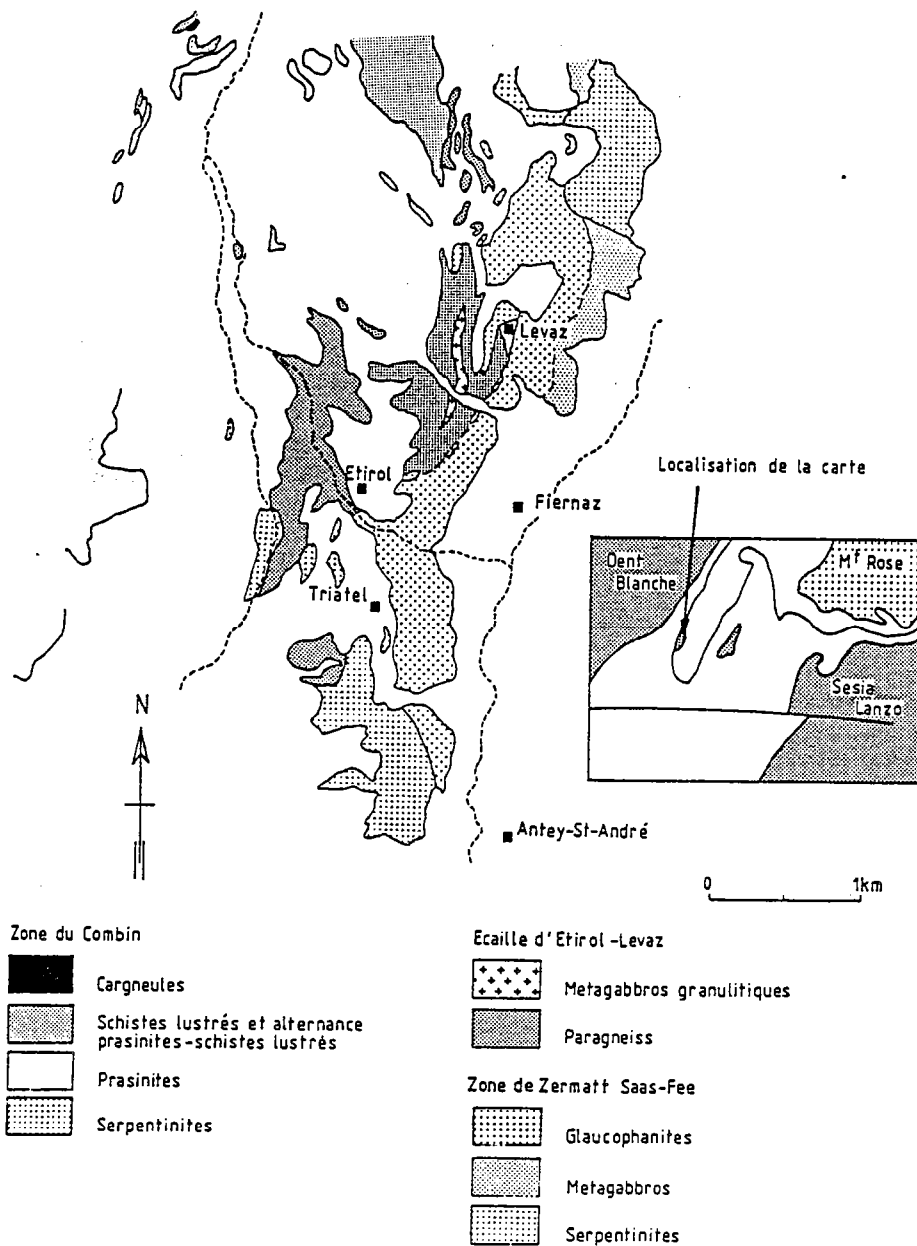 Levaz
Localisation de la carte
Etirol
Fiernaz
Dent
Blanche
Mt Rose
Triatel
Sesia
Lanzo
N
Antey-St-André
0 1km
Zone du Combin
Cargneules
Schistes lustrés et alternance
prasinites-schistes lustrés
Prasinites
Serpentinites
Ecaille d'Etirol-Levaz
Metagabbros granulitiques
Paragneiss
Zone de Zermatt Saas-Fee
Glaucophanites
Metagabbros
Serpentinites